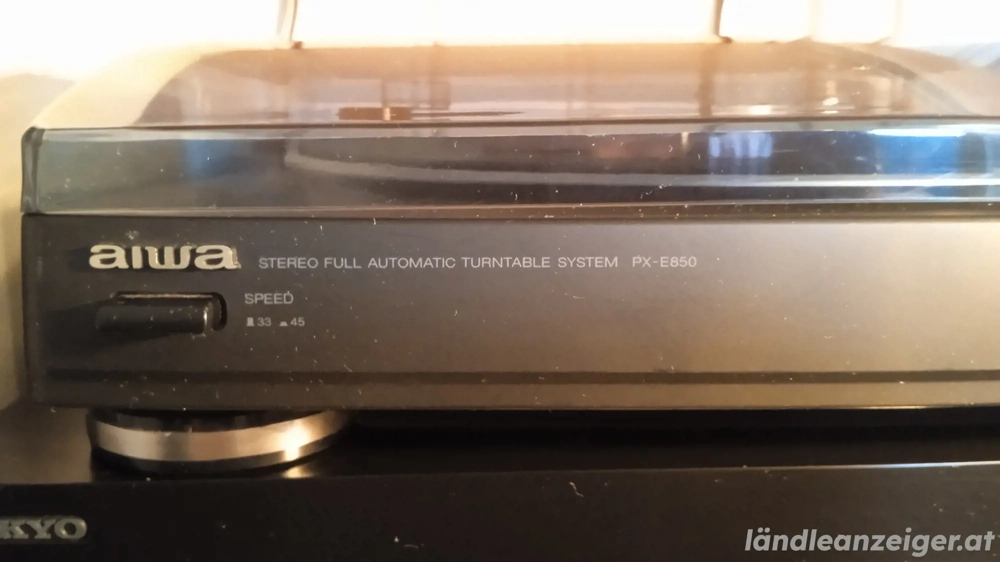 aiwa STEREO FULL AUTOMATIC TURNTABLE SYSTEM PX-E850
SPEED
33 45
KYO
ländleanzeiger.at